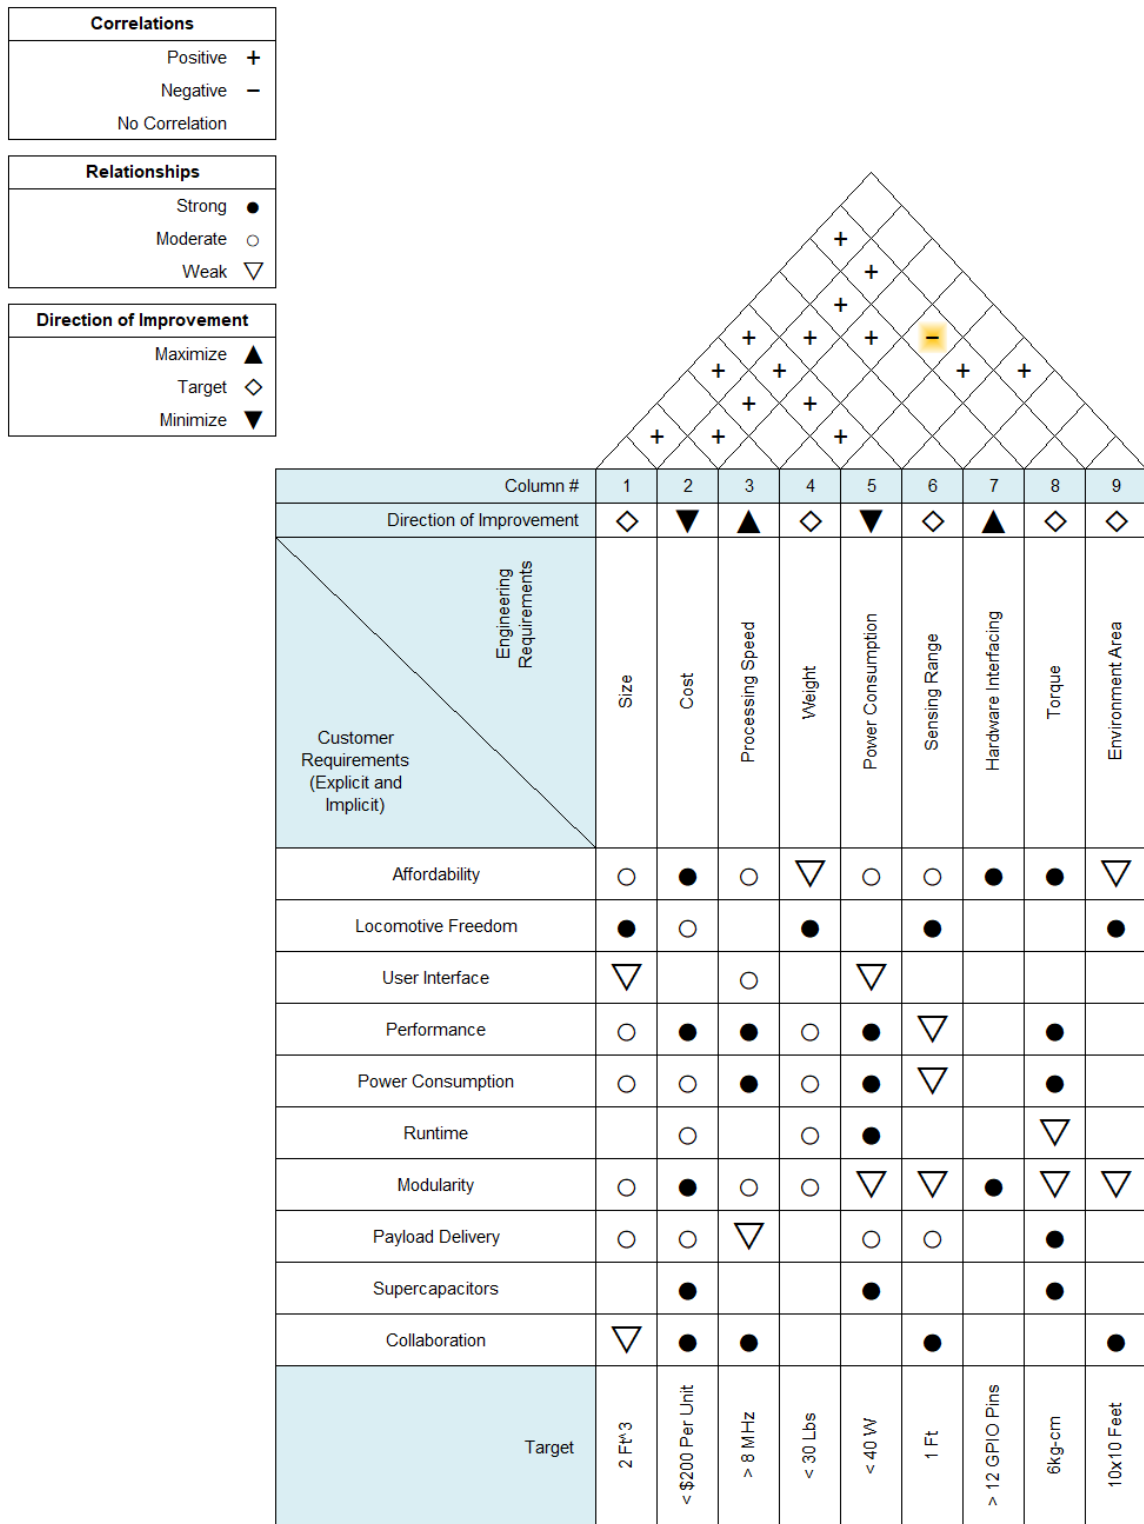 Correlations
Positive +
Negative −
No Correlation
Relationships
Strong ●
Moderate ○
Weak ▽
Direction of Improvement
Maximize ▲
Target ◇
Minimize ▼
+
+
+
+ + + −
+ + + +
+ +
+ + +
Column # 1 2 3 4 5 6 7 8 9
Direction of Improvement ◇ ▼ ▲ ◇ ▼ ◇ ▲ ◇ ◇
Engineering
Requirements
Customer
Requirements
(Explicit and
Implicit)
Size
Cost
Processing Speed
Weight
Power Consumption
Sensing Range
Hardware Interfacing
Torque
Environment Area
Affordability ○ ● ○ ▽ ○ ○ ● ● ▽
Locomotive Freedom ● ○ ● ● ●
User Interface ▽ ○ ▽
Performance ○ ● ● ○ ● ▽ ●
Power Consumption ○ ○ ● ○ ● ▽ ●
Runtime ○ ○ ● ▽
Modularity ○ ● ○ ○ ▽ ▽ ● ▽ ▽
Payload Delivery ○ ○ ▽ ○ ○ ●
Supercapacitors ● ● ●
Collaboration ▽ ● ● ● ●
Target
2 Ft^3
< $200 Per Unit
> 8 MHz
< 30 Lbs
< 40 W
1 Ft
> 12 GPIO Pins
6kg-cm
10x10 Feet